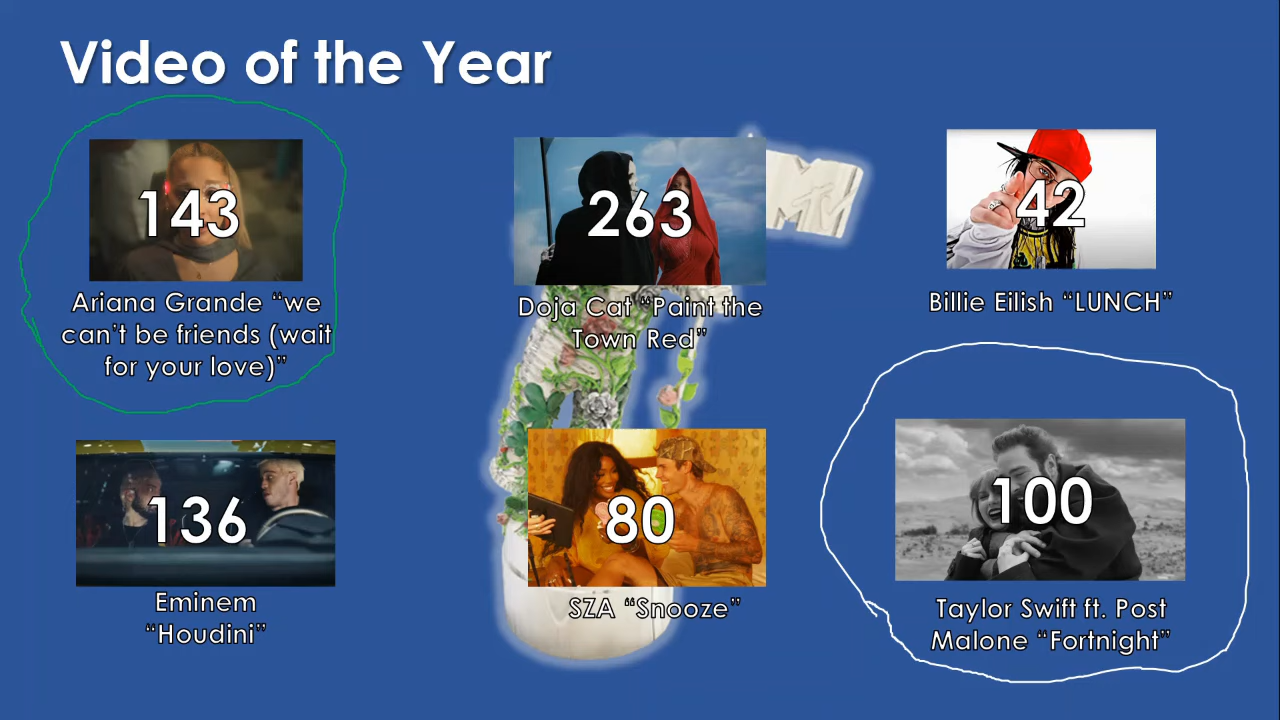 Video of the Year
143
Ariana Grande “we
can’t be friends (wait
for your love)”
263
Doja Cat “Paint the
Town Red”
MTV
42
Billie Eilish “LUNCH”
136
Eminem
“Houdini”
80
SZA “Snooze”
100
Taylor Swift ft. Post
Malone “Fortnight”